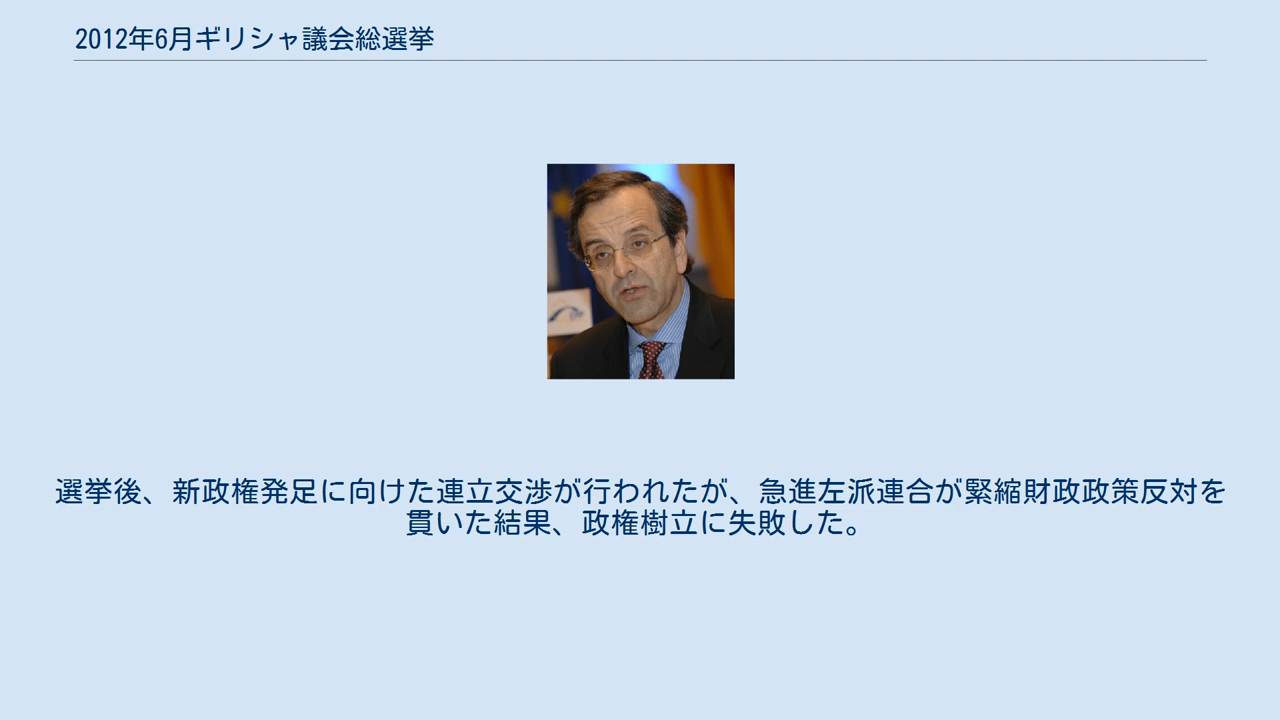 2012年6月ギリシャ議会総選挙
選挙後、新政権発足に向けた連立交渉が行われたが、急進左派連合が緊縮財政政策反対を
貫いた結果、政権樹立に失敗した。